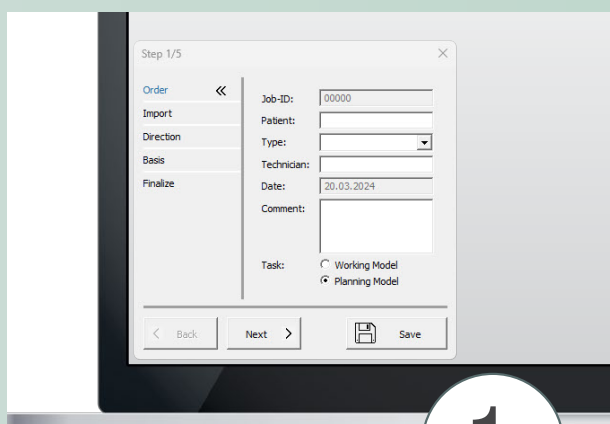 Step 1/5
Order
Import
Direction
Basis
Finalize
Job-ID: 00000
Patient:
Type:
Technician:
Date: 20.03.2024
Comment:
Task: Working Model
Planning Model
Back Next Save
1